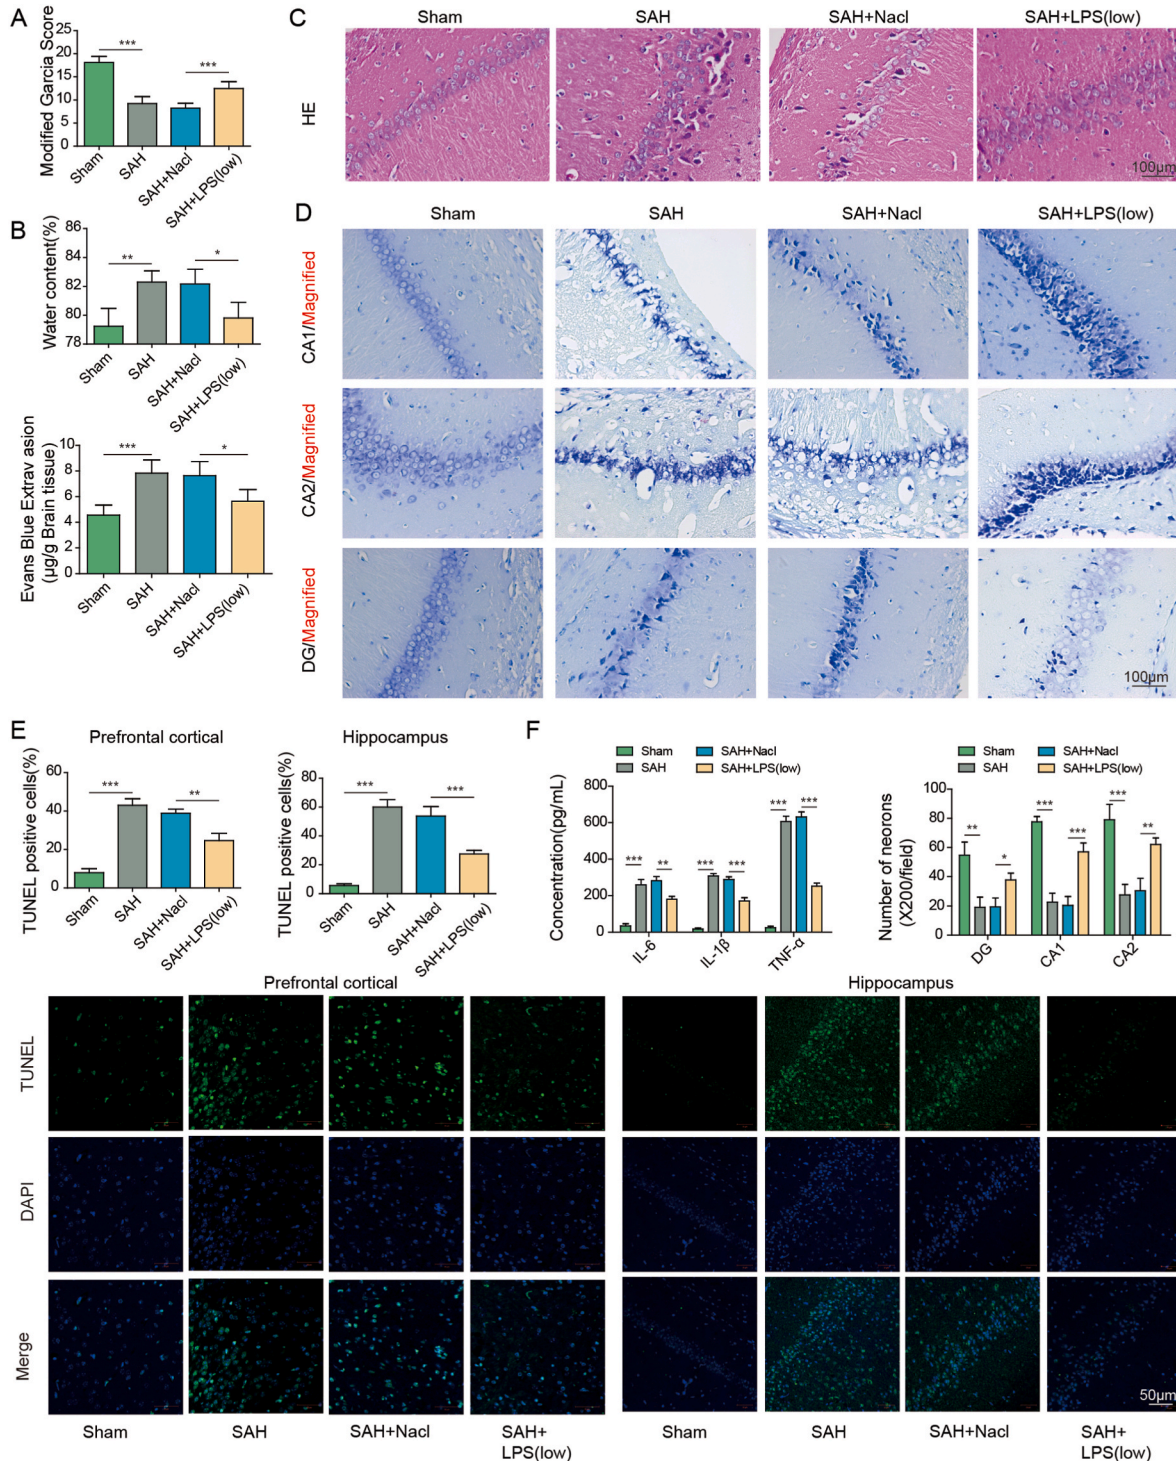 A
Modified Garcia Score
25
20
15
10
5
0
***
***
Sham
SAH
SAH+Nacl
SAH+LPS(low)
B
Water content(%)
86
84
82
80
78
**
*
Sham
SAH
SAH+Nacl
SAH+LPS(low)
Evans Blue Extrav asion
(µg/g Brain tissue)
10
8
6
4
2
0
***
*
Sham
SAH
SAH+Nacl
SAH+LPS(low)
C
Sham
SAH
SAH+Nacl
SAH+LPS(low)
HE
100µm
D
Sham
SAH
SAH+Nacl
SAH+LPS(low)
CA1/Magnified
CA2/Magnified
DG/Magnified
100µm
E
Prefrontal cortical
TUNEL positive cells(%)
60
40
20
0
***
**
Sham
SAH
SAH+Nacl
SAH+LPS(low)
Hippocampus
TUNEL positive cells(%)
80
60
40
20
0
***
***
Sham
SAH
SAH+Nacl
SAH+LPS(low)
F
Sham
SAH+Nacl
SAH
SAH+LPS(low)
Concentration(pg/mL)
800
600
400
200
0
***
**
***
***
***
***
IL-6
IL-1β
TNF-α
Sham
SAH+Nacl
SAH
SAH+LPS(low)
Number of neorons
(X200/field)
100
80
60
40
20
0
**
*
***
***
***
**
DG
CA1
CA2
Prefrontal cortical
Hippocampus
TUNEL
DAPI
Merge
50µm
Sham
SAH
SAH+Nacl
SAH+
LPS(low)
Sham
SAH
SAH+Nacl
SAH+
LPS(low)